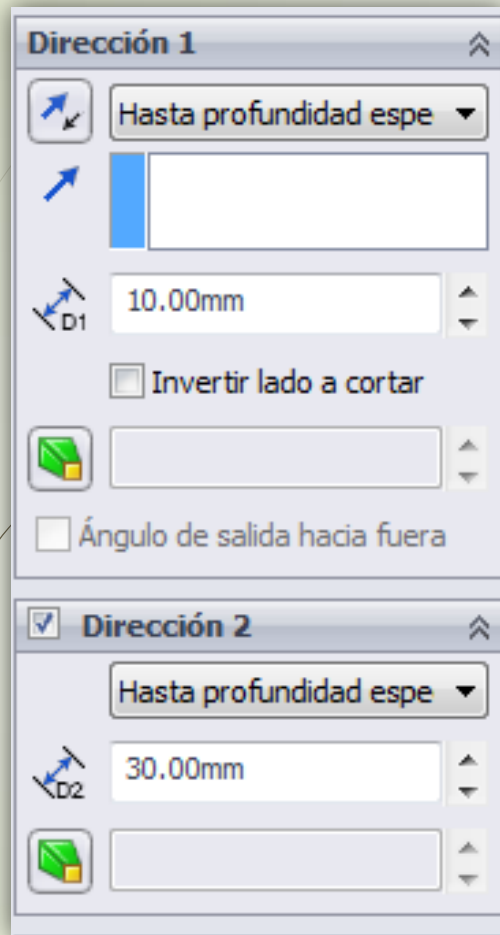 Dirección 1
Hasta profundidad espe
D1
10.00mm
Invertir lado a cortar
Ángulo de salida hacia fuera
Dirección 2
Hasta profundidad espe
D2
30.00mm